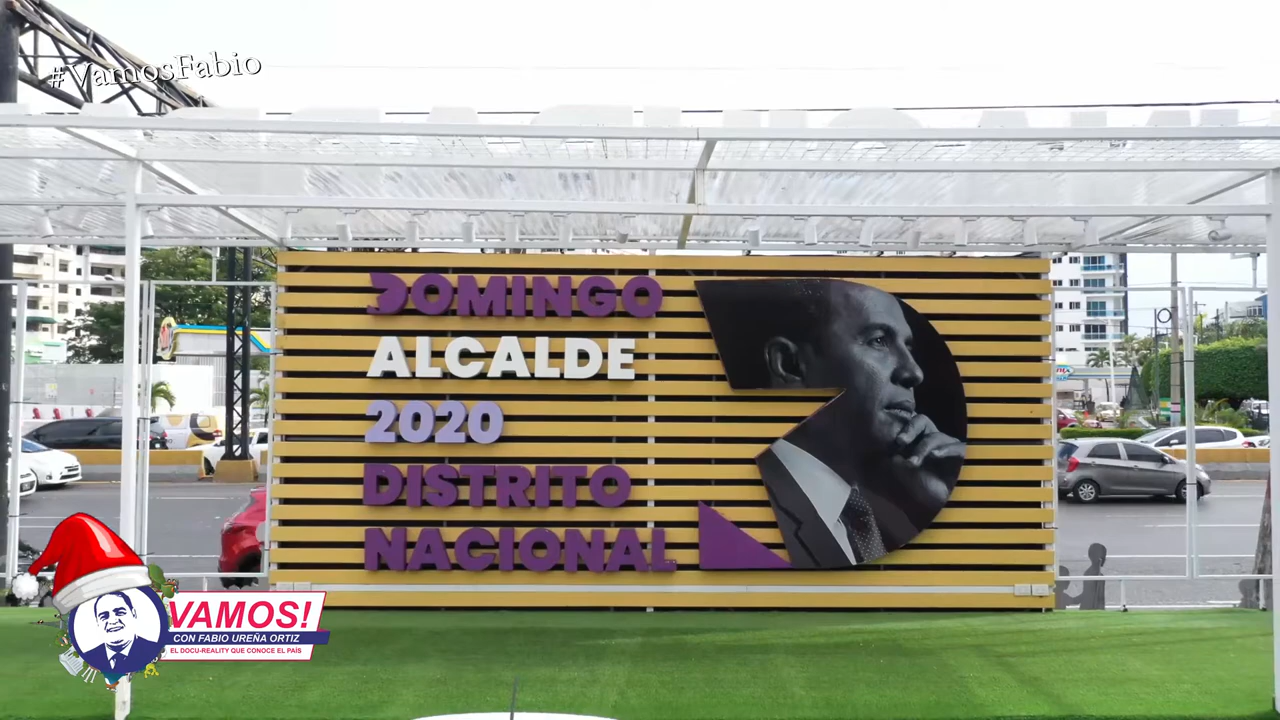 #VamosFabio
DOMINGO
ALCALDE
2020
DISTRITO
NACIONAL
VAMOS!
CON FABIO UREÑA ORTIZ
EL DOCU-REALITY QUE CONOCE EL PAÍS